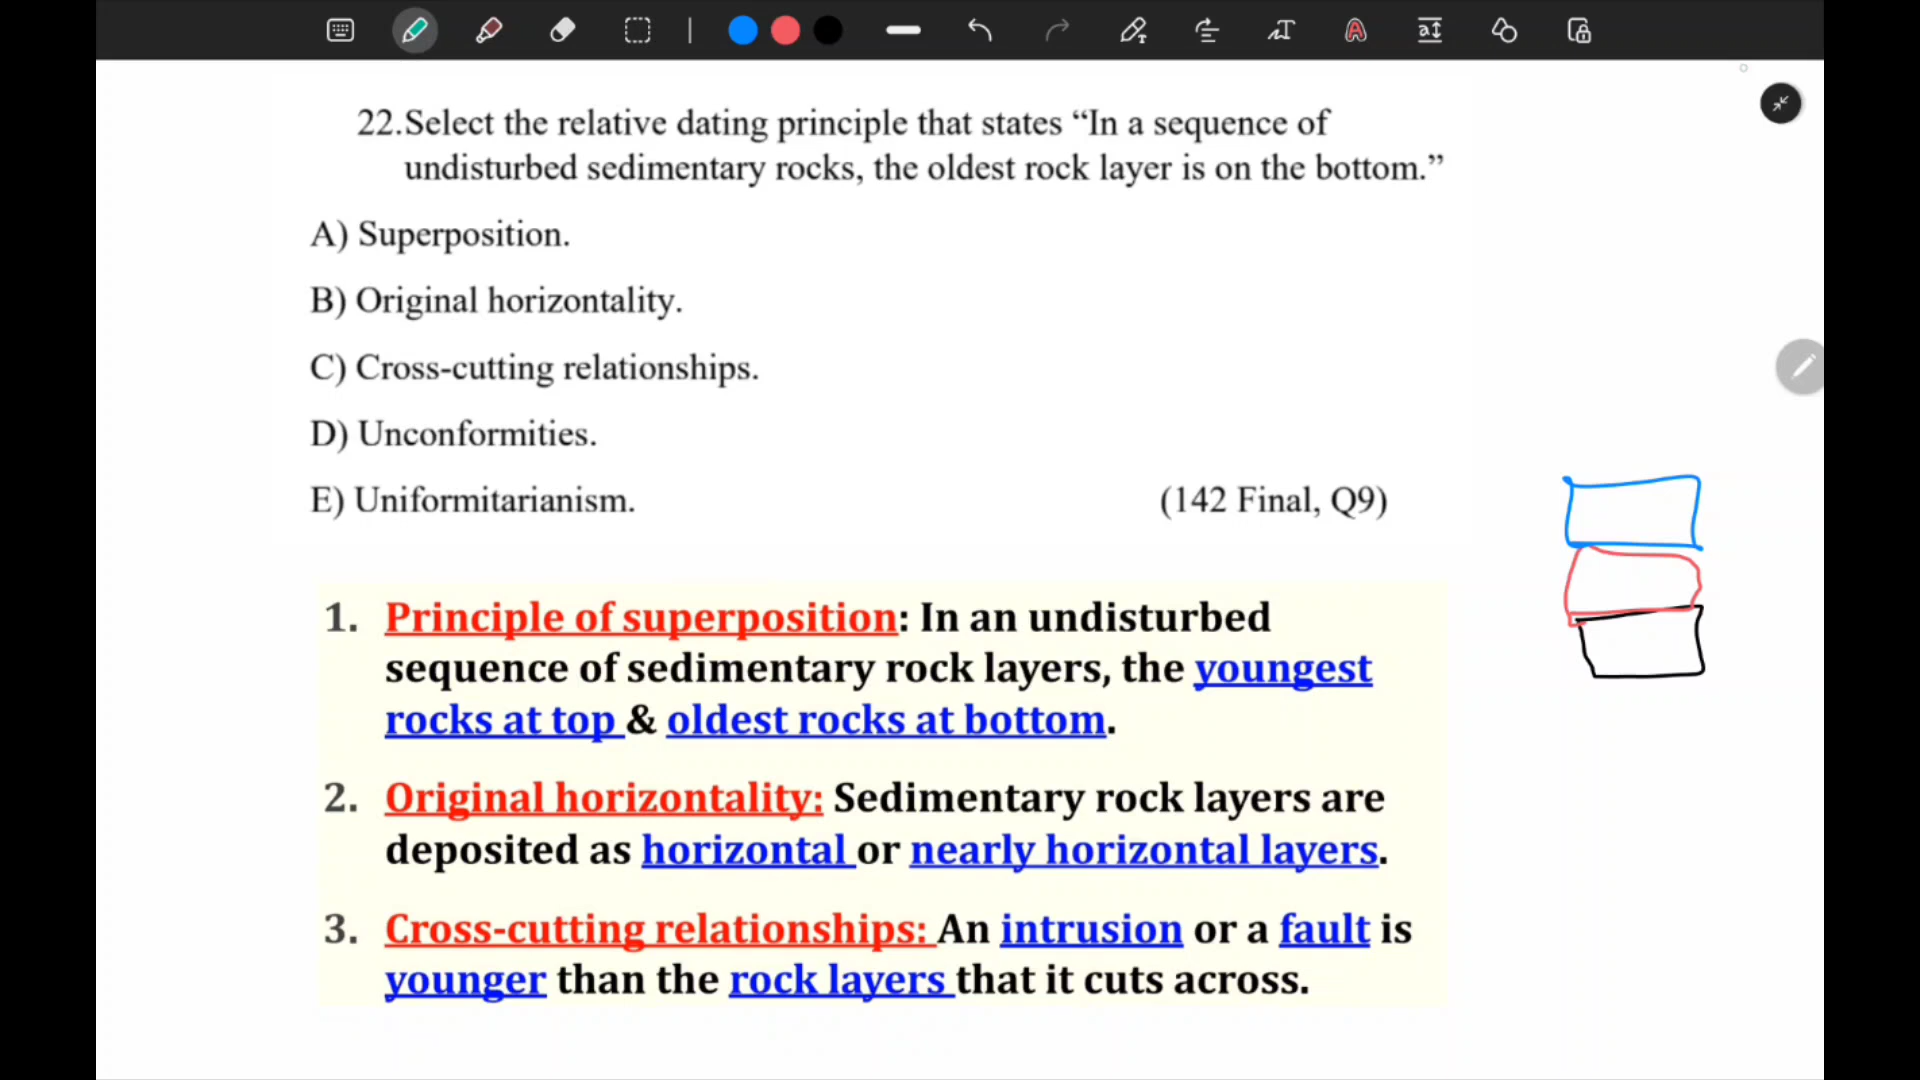 22.Select the relative dating principle that states “In a sequence of
undisturbed sedimentary rocks, the oldest rock layer is on the bottom.”
A) Superposition.
B) Original horizontality.
C) Cross-cutting relationships.
D) Unconformities.
E) Uniformitarianism.
(142 Final, Q9)
1. Principle of superposition: In an undisturbed
sequence of sedimentary rock layers, the youngest
rocks at top & oldest rocks at bottom.
2. Original horizontality: Sedimentary rock layers are
deposited as horizontal or nearly horizontal layers.
3. Cross-cutting relationships: An intrusion or a fault is
younger than the rock layers that it cuts across.